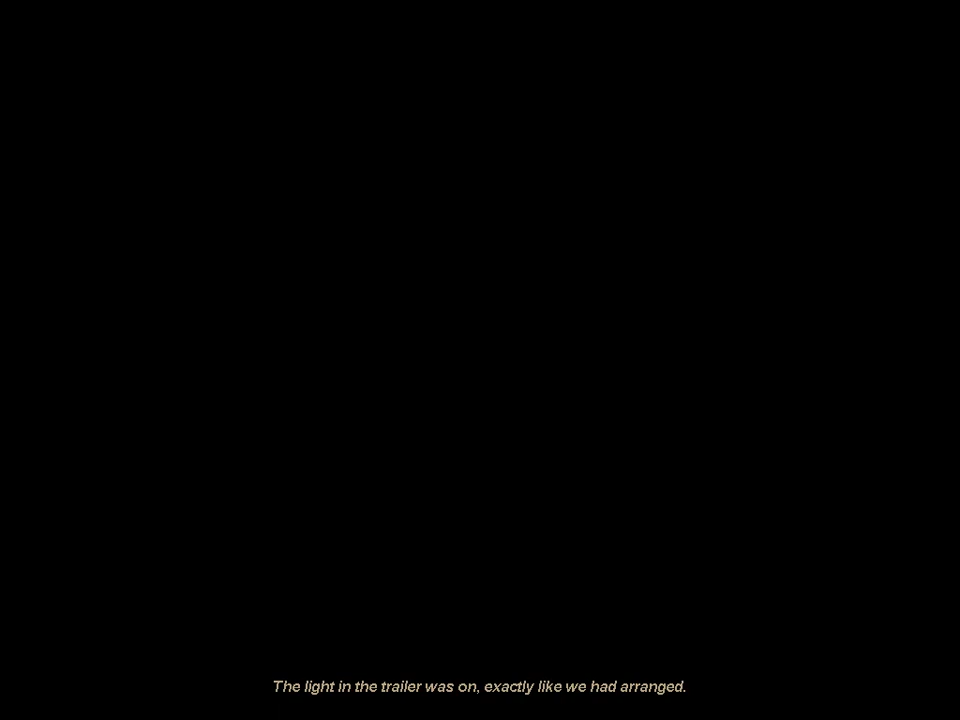 The light in the trailer was on, exactly like we had arranged.